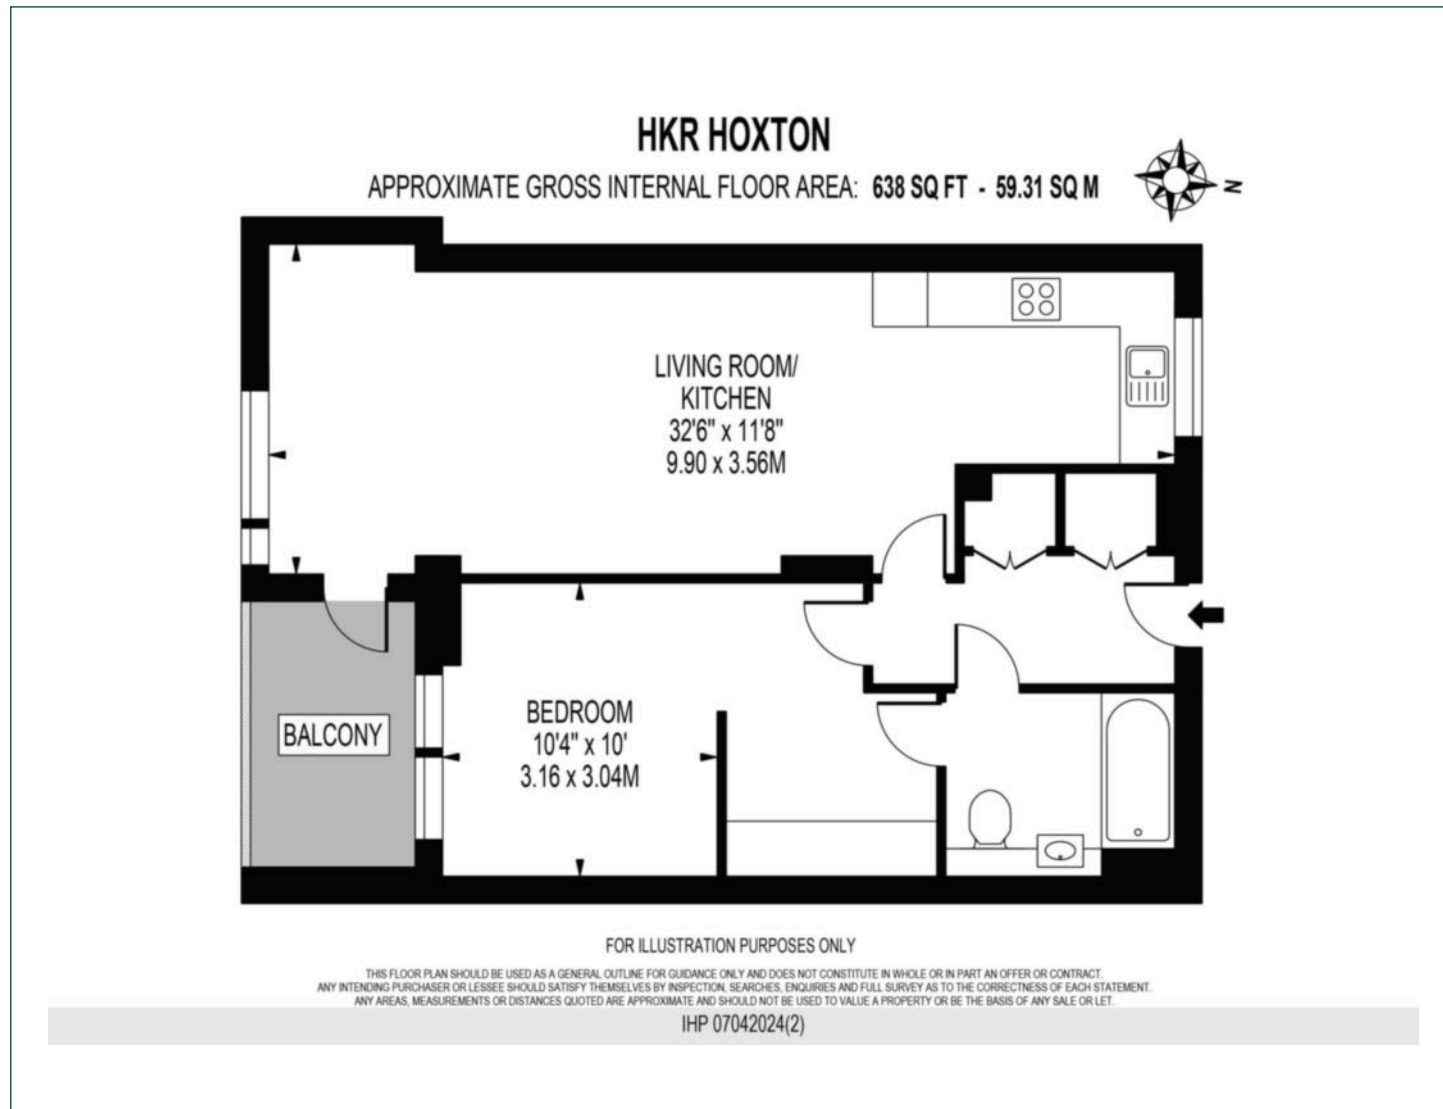 HKR HOXTON
APPROXIMATE GROSS INTERNAL FLOOR AREA: 638 SQ FT - 59.31 SQ M
N
LIVING ROOM/
KITCHEN
32'6" x 11'8"
9.90 x 3.56M
BEDROOM
10'4" x 10'
3.16 x 3.04M
BALCONY
FOR ILLUSTRATION PURPOSES ONLY
THIS FLOOR PLAN SHOULD BE USED AS A GENERAL OUTLINE FOR GUIDANCE ONLY AND DOES NOT CONSTITUTE IN WHOLE OR IN PART AN OFFER OR CONTRACT.
ANY INTENDING PURCHASER OR LESSEE SHOULD SATISFY THEMSELVES BY INSPECTION, SEARCHES, ENQUIRIES AND FULL SURVEY AS TO THE CORRECTNESS OF EACH STATEMENT.
ANY AREAS, MEASUREMENTS OR DISTANCES QUOTED ARE APPROXIMATE AND SHOULD NOT BE USED TO VALUE A PROPERTY OR BE THE BASIS OF ANY SALE OR LET.
IHP 07042024(2)